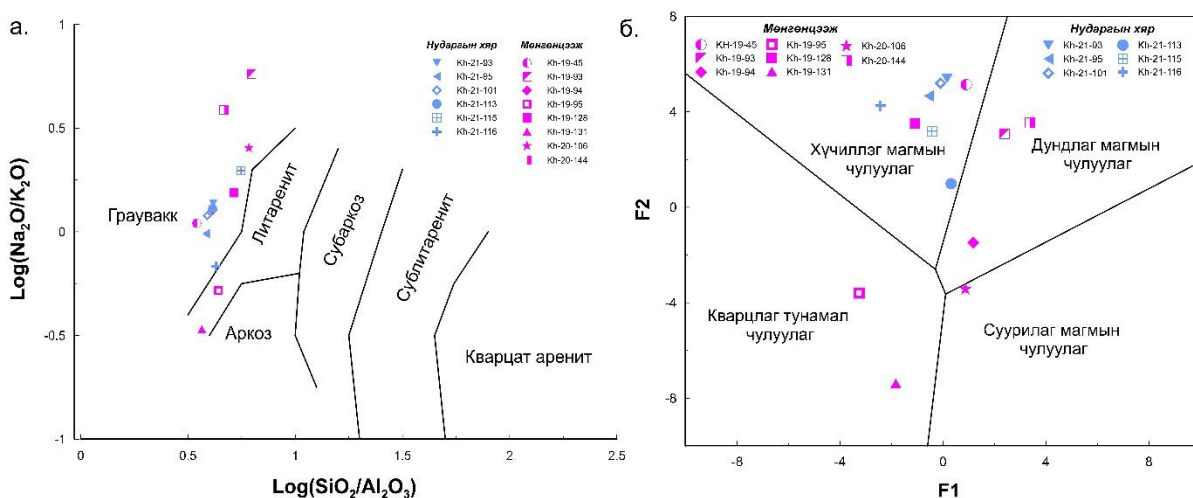 а.
Log(Na₂O/K₂O)
1
0.5
0
-0.5
-1
0 0.5 1 1.5 2 2.5
Log(SiO₂/Al₂O₃)
Нударгын хяр
Kh-21-93
Kh-21-95
Kh-21-101
Kh-21-113
Kh-21-115
Kh-21-116
Мөнгөнцээж
Kh-19-45
Kh-19-93
Kh-19-94
Kh-19-95
Kh-19-128
Kh-19-131
Kh-20-106
Kh-20-144
Граувакк
Литаренит
Субаркоз
Сублитаренит
Аркоз
Кварцат аренит
б.
F2
8
4
0
-4
-8
-8 -4 0 4 8
F1
Мөнгөнцээж
KH-19-45 Kh-19-95 Kh-20-106
Kh-19-93 Kh-19-128 Kh-20-144
Kh-19-94 Kh-19-131
Нударгын хяр
Kh-21-93 Kh-21-113
Kh-21-95 Kh-21-115
Kh-21-101 Kh-21-116
Хүчиллэг магмын
чулуулаг
Дундлаг магмын
чулуулаг
Кварцлаг тунамал
чулуулаг
Суурилаг магмын
чулуулаг